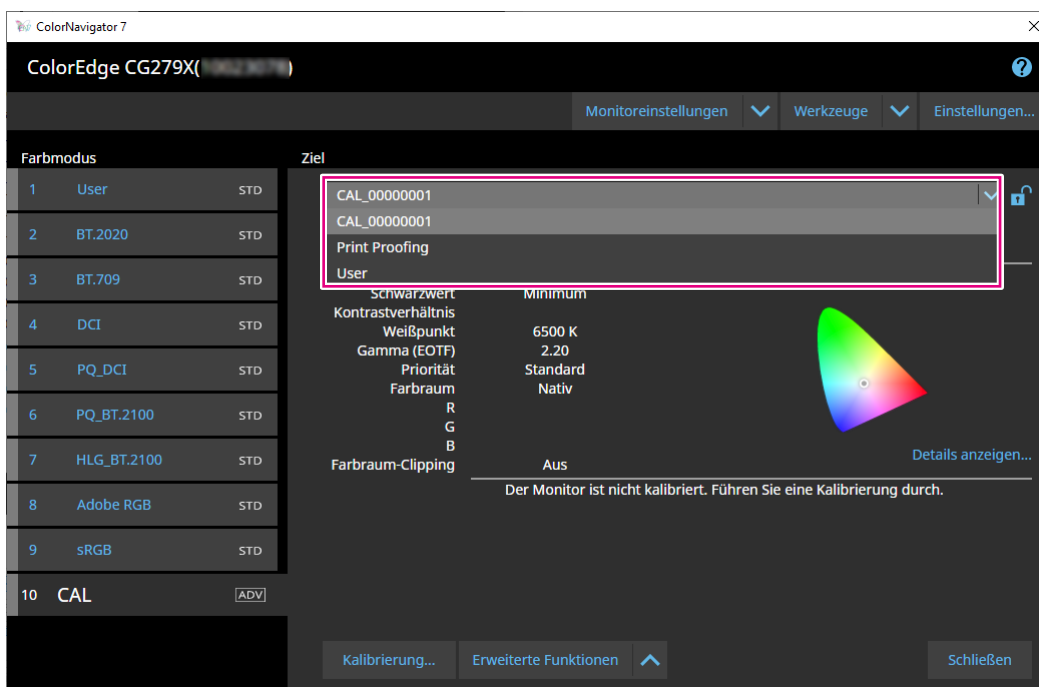 ColorNavigator 7
ColorEdge CG279X( )
Monitoreinstellungen Werkzeuge Einstellungen...
Farbmodus
1 User STD
2 BT.2020 STD
3 BT.709 STD
4 DCI STD
5 PQ_DCI STD
6 PQ_BT.2100 STD
7 HLG_BT.2100 STD
8 Adobe RGB STD
9 sRGB STD
10 CAL ADV
Ziel
CAL_00000001
CAL_00000001
Print Proofing
User
Schwarzwert Minimum
Kontrastverhältnis
Weißpunkt 6500 K
Gamma (EOTF) 2.20
Priorität Standard
Farbraum Nativ
R
G
B
Farbraum-Clipping Aus
Details anzeigen...
Der Monitor ist nicht kalibriert. Führen Sie eine Kalibrierung durch.
Kalibrierung... Erweiterte Funktionen Schließen